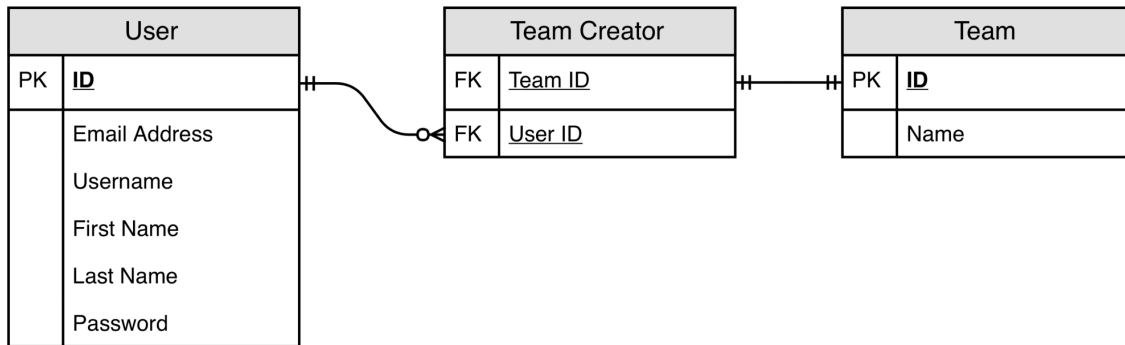 User
PK ID
Email Address
Username
First Name
Last Name
Password
Team Creator
FK Team ID
FK User ID
Team
PK ID
Name